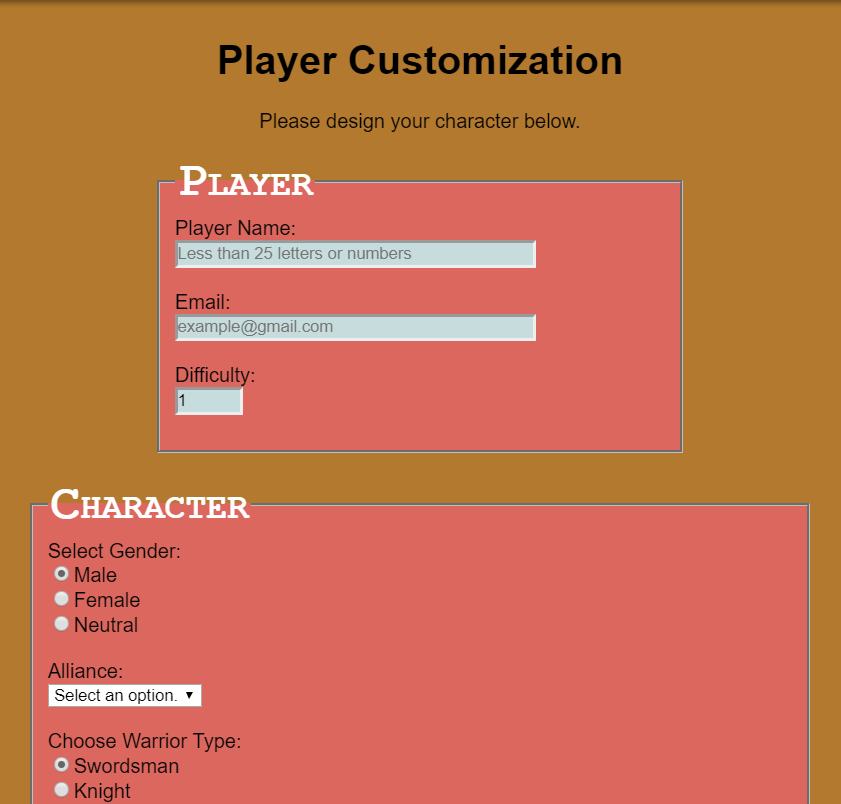 Player Customization
Please design your character below.
Player
Player Name:
Less than 25 letters or numbers
Email:
example@gmail.com
Difficulty:
1
Character
Select Gender:
Male
Female
Neutral
Alliance:
Select an option.
Choose Warrior Type:
Swordsman
Knight